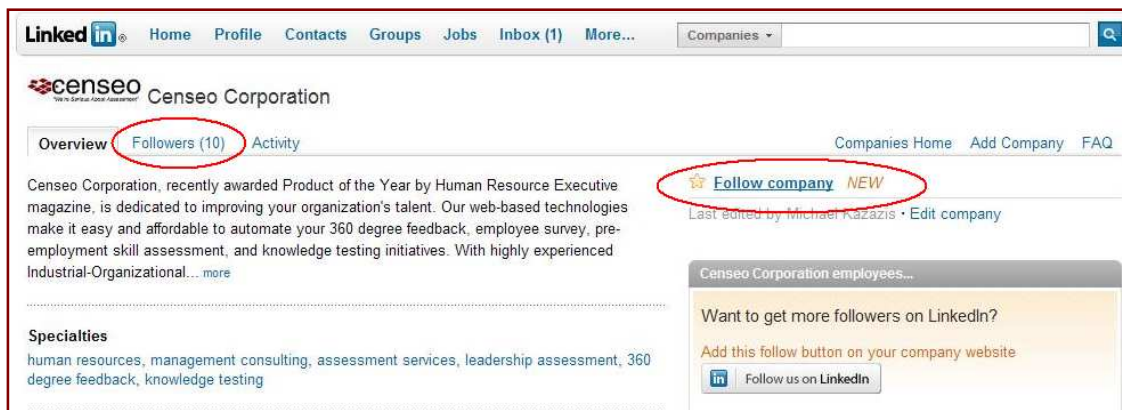 Linked in ® Home Profile Contacts Groups Jobs Inbox (1) More... Companies
censeo
"We're Serious About Assessment"
Censeo Corporation
Overview Followers (10) Activity Companies Home Add Company FAQ
Censeo Corporation, recently awarded Product of the Year by Human Resource Executive
magazine, is dedicated to improving your organization's talent. Our web-based technologies
make it easy and affordable to automate your 360 degree feedback, employee survey, pre-
employment skill assessment, and knowledge testing initiatives. With highly experienced
Industrial-Organizational... more
Specialties
human resources, management consulting, assessment services, leadership assessment, 360
degree feedback, knowledge testing
Follow company NEW
Last edited by Michael Kazazis • Edit company
Censeo Corporation employees...
Want to get more followers on LinkedIn?
Add this follow button on your company website
in Follow us on LinkedIn